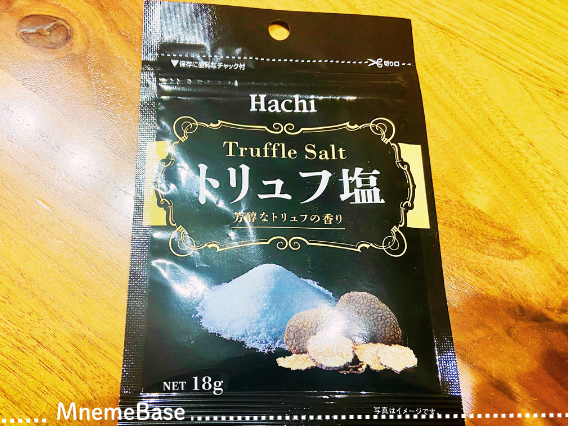 ▼保存に便利なチャック付
切り口
Hachi
Truffle Salt
トリュフ塩
芳醇なトリュフの香り
NET 18g
写真はイメージです。
MnemeBase